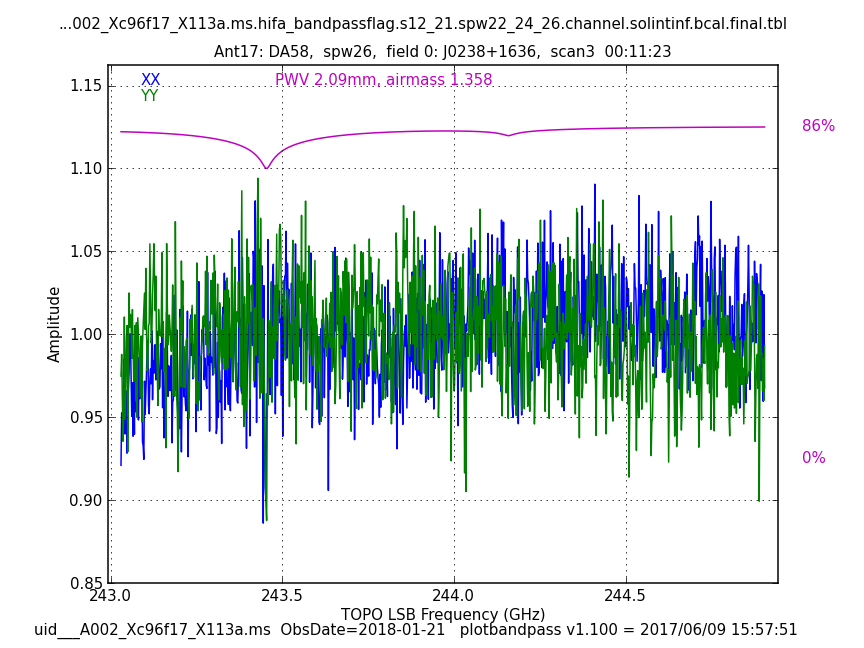 ...002_Xc96f17_X113a.ms.hifa_bandpassflag.s12_21.spw22_24_26.channel.solintinf.bcal.final.tbl
Ant17: DA58,  spw26,  field 0: J0238+1636,  scan3  00:11:23
XX
PWV 2.09mm, airmass 1.358
YY
1.15
1.10
1.05
1.00
0.95
0.90
0.85
Amplitude
86%
0%
243.0
243.5
244.0
244.5
TOPO LSB Frequency (GHz)
uid___A002_Xc96f17_X113a.ms  ObsDate=2018-01-21   plotbandpass v1.100 = 2017/06/09 15:57:51